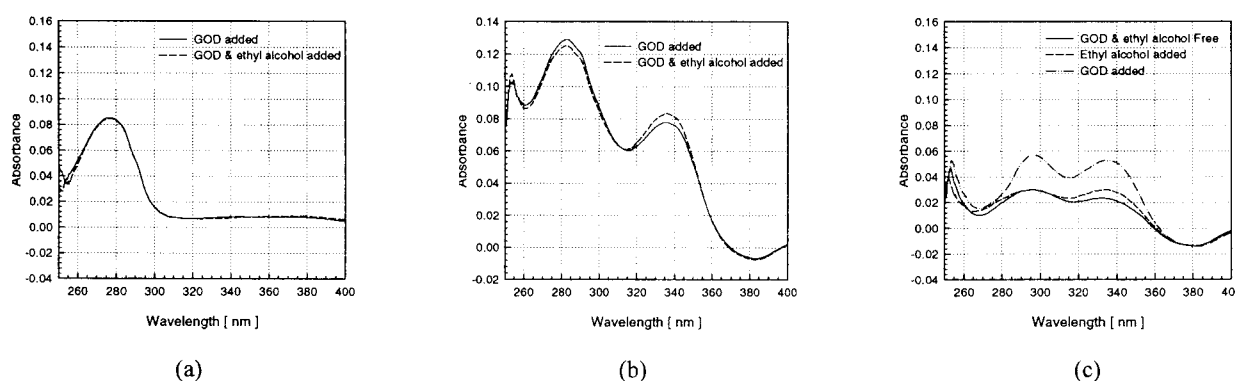 0.16
0.14
0.12
0.10
0.08
0.06
0.04
0.02
0.00
-0.02
-0.04
Absorbance
GOD added
GOD & ethyl alcohol added
250 260 280 300 320 340 360 380 400
Wavelength [ nm ]
(a)
0.14
0.12
0.10
0.08
0.06
0.04
0.02
0.00
-0.02
Absorbance
GOD added
GOD & ethyl alcohol added
250 260 280 300 320 340 360 380 400
Wavelength [ nm ]
(b)
0.16
0.14
0.12
0.10
0.08
0.06
0.04
0.02
0.00
-0.02
-0.04
Absorbance
GOD & ethyl alcohol Free
Ethyl alcohol added
GOD added
250 260 280 300 320 340 360 380 400
Wavelength [ nm ]
(c)